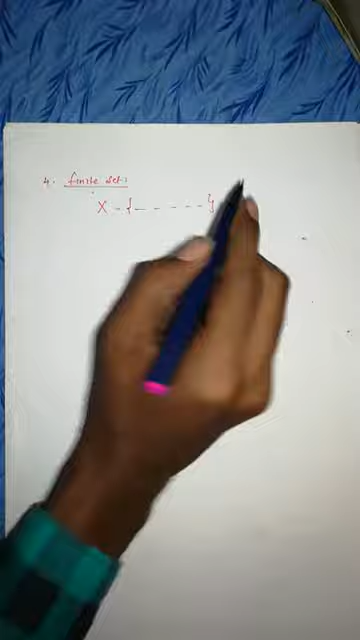 4. finite set:
X - { - - - - - - }